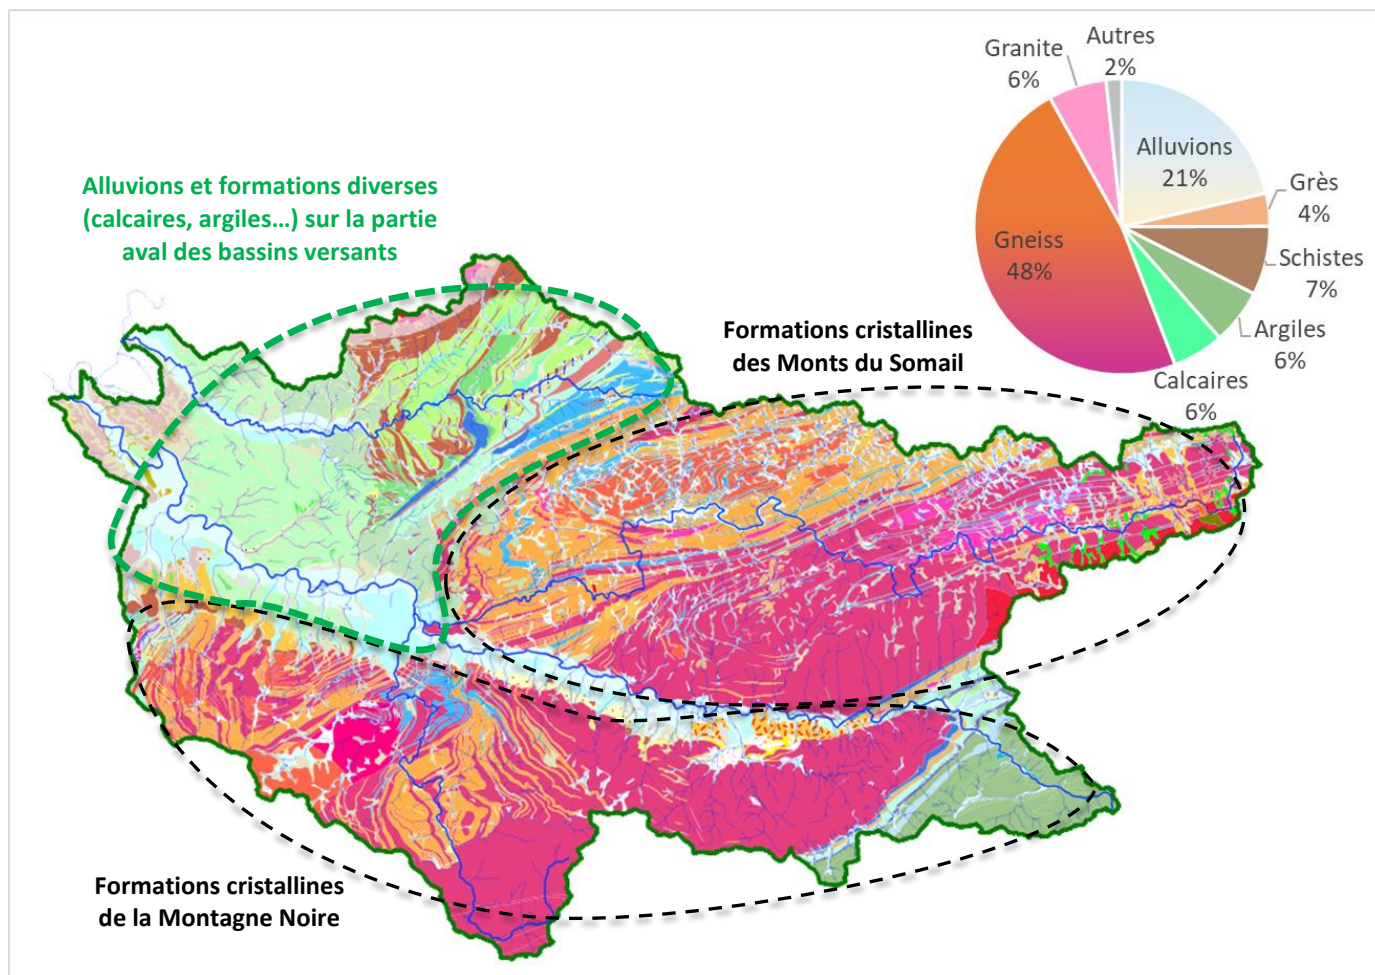 Granite
6%
Autres
2%
Alluvions
21%
Grès
4%
Schistes
7%
Argiles
6%
Calcaires
6%
Gneiss
48%
Alluvions et formations diverses
(calcaires, argiles…) sur la partie
aval des bassins versants
Formations cristallines
des Monts du Somail
Formations cristallines
de la Montagne Noire